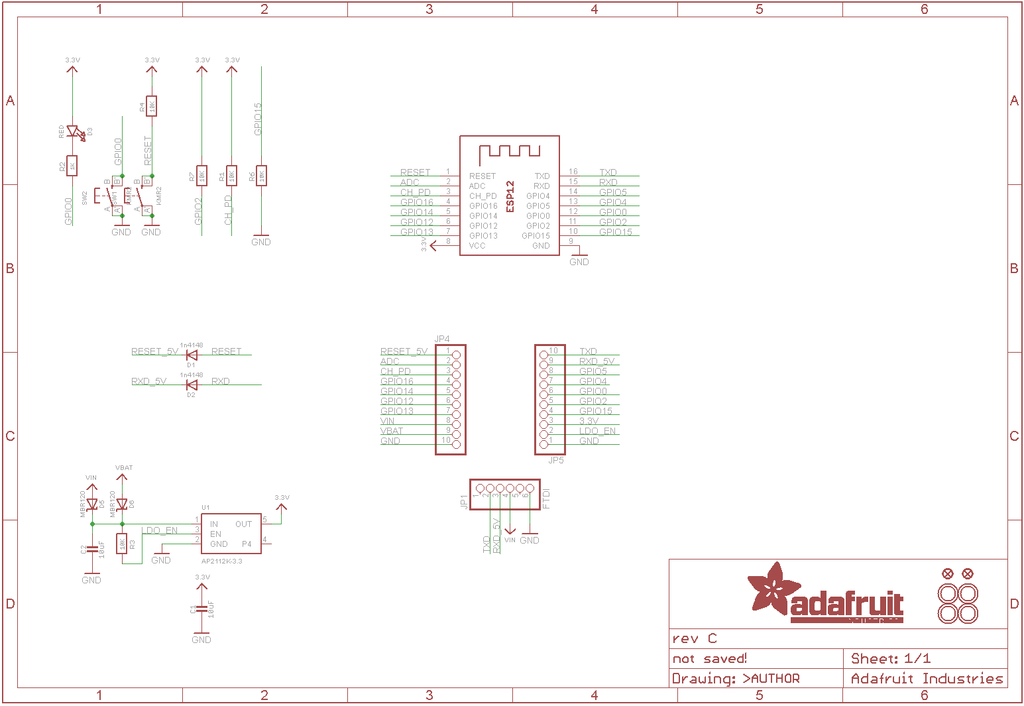 1 2 3 4 5 6
A A
3.3V 3.3V 3.3V 3.3V
RED D3
R2 1K
GPIO0
GPIO0
RESET
R4 10K
B B
SW2 SW1 KMR2 KMR2
A A
GND GND
R7 10K
GPIO2
R1 10K
CH_PD
GPIO15
R6 10K
GND
ESP12
RESET 1 RESET
ADC 2 ADC
CH_PD 3 CH_PD
GPIO16 4 GPIO16
GPIO14 5 GPIO14
GPIO12 6 GPIO12
GPIO13 7 GPIO13
3.3V 8 VCC
TXD 16 TXD
RXD 15 RXD
GPIO4 14 GPIO5
GPIO5 13 GPIO4
GPIO0 12 GPIO0
GPIO2 11 GPIO2
GPIO15 10 GPIO15
GND 9
GND
B B
RESET_5V 1n4148 RESET
D1
RXD_5V 1n4148 RXD
D2
JP4
RESET_5V 1
ADC 2
CH_PD 3
GPIO16 4
GPIO14 5
GPIO12 6
GPIO13 7
VIN 8
VBAT 9
GND 10
10 TXD
9 RXD_5V
8 GPIO5
7 GPIO4
6 GPIO0
5 GPIO2
4 GPIO15
3 3.3V
2 LDO_EN
1 GND
JP5
C C
JP1
1 2 3 4 5 6
FTDI
TXD
RXD_5V
VIN
GND
VIN VBAT
MBR120 D5
MBR120 D6
LDO_EN
C2 10uF
GND
R3 10K
GND
U1
1 IN OUT 5
3 EN
2 GND P4 4
AP2112K-3.3
3.3V
3.3V
C1 10uF
GND
D D
adafruit
rev C
not saved!
Sheet: 1/1
Drawing: >AUTHOR
Adafruit Industries
1 2 3 4 5 6